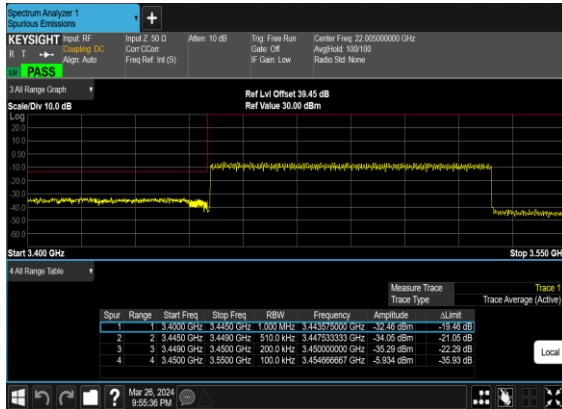 Spectrum Analyzer 1
Spurious Emissions
+
KEYSIGHT Input: RF Input Z: 50 Ω Atten: 10 dB Trig: Free Run Center Freq: 22.005000000 GHz
R T Coupling: DC Corr CCorr Gate: Off Avg|Hold: 100/100
Align: Auto Freq Ref: Int (S) IF Gain: Low Radio Std: None
PASS
3 All Range Graph
Ref Lvl Offset 39.45 dB
Scale/Div 10.0 dB Ref Value 30.00 dBm
Log
20.0
10.0
0.00
-10.0
-20.0
-30.0
-40.0
-50.0
-60.0
Start 3.400 GHz Stop 3.550 GHz
4 All Range Table
Measure Trace Trace 1
Trace Type Trace Average (Active)
Spur Range Start Freq Stop Freq RBW Frequency Amplitude ΔLimit
1 1 3.4000 GHz 3.4450 GHz 1.000 MHz 3.443575000 GHz -32.46 dBm -19.46 dB
2 2 3.4450 GHz 3.4490 GHz 510.0 kHz 3.447533333 GHz -34.05 dBm -21.05 dB
3 3 3.4490 GHz 3.4500 GHz 200.0 kHz 3.450000000 GHz -35.29 dBm -22.29 dB
4 4 3.4500 GHz 3.5500 GHz 100.0 kHz 3.454666667 GHz -5.934 dBm -35.93 dB
Local
? Mar 26, 2024
9:55:36 PM